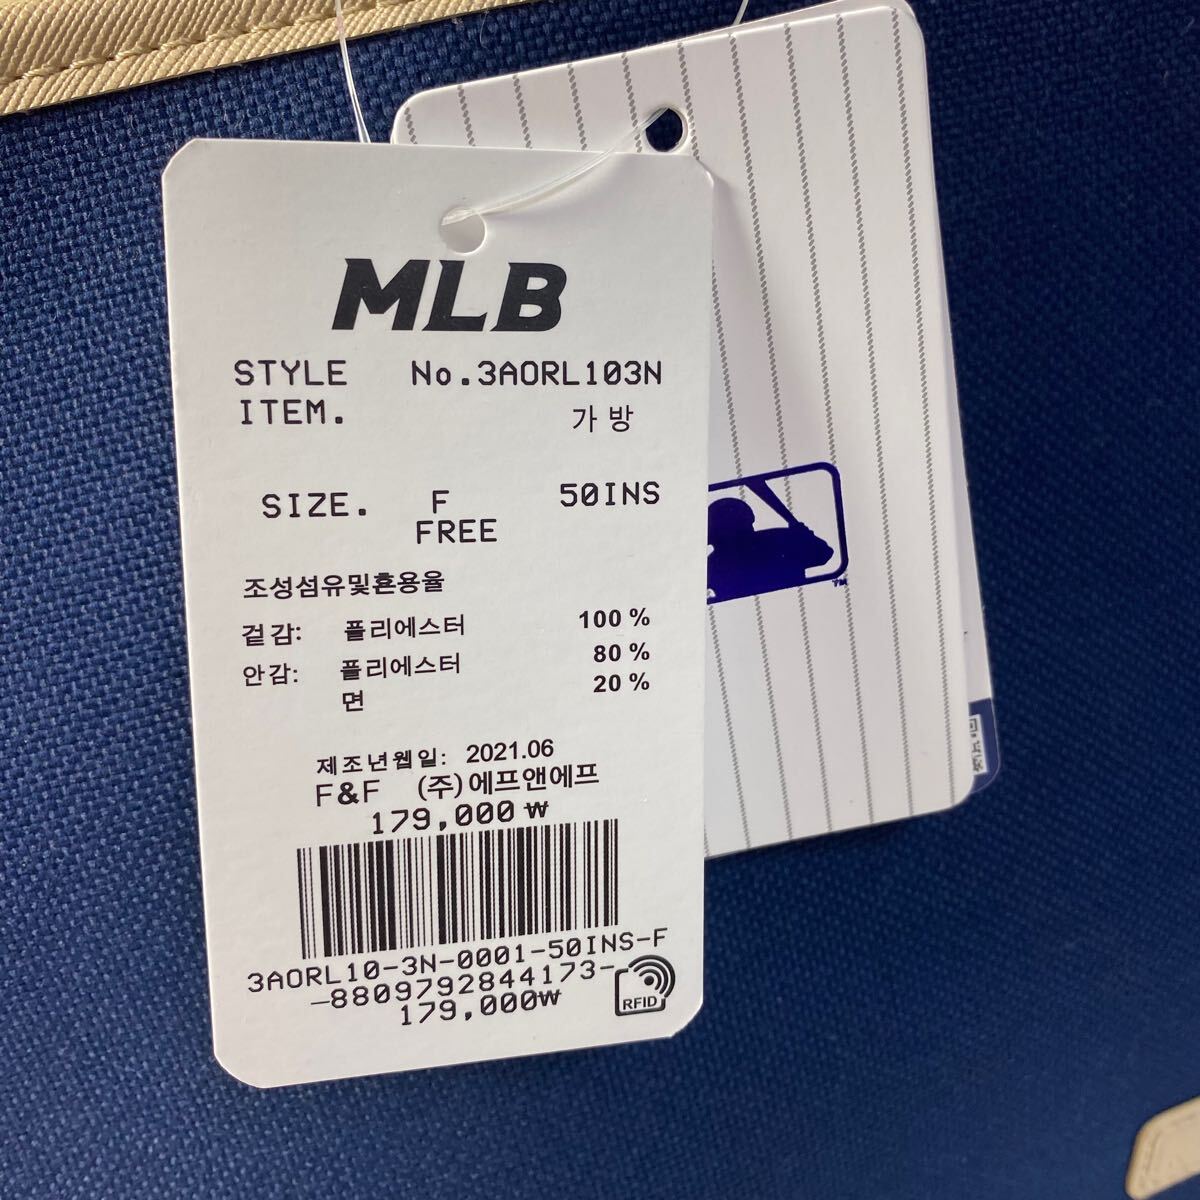 MLB
STYLE No.3AORL103N
ITEM. 가방
SIZE. F 50INS
FREE
조성섬유및혼용율
겉감: 폴리에스터 100 %
안감: 폴리에스터 80 %
면 20 %
제조년웹일: 2021.06
F&F (주)에프앤에프
179,000 ₩
3AORL10-3N-0001-50INS-F
-8809792844173-
179,000₩
RFID
TM